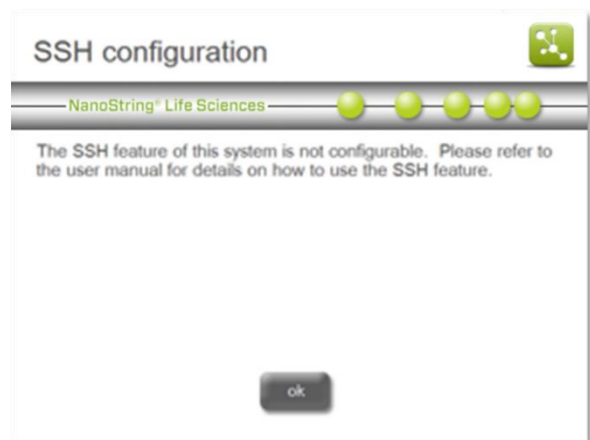 SSH configuration
NanoString® Life Sciences
The SSH feature of this system is not configurable. Please refer to
the user manual for details on how to use the SSH feature.
ok